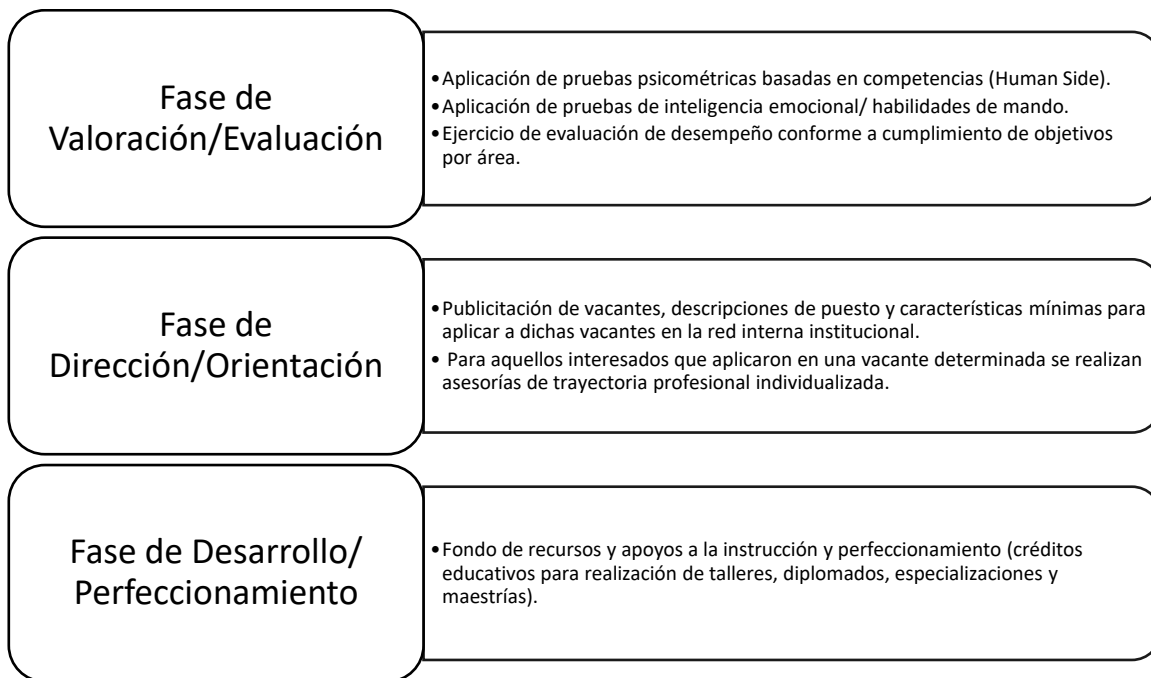 Fase de
Valoración/Evaluación
•Aplicación de pruebas psicométricas basadas en competencias (Human Side).
•Aplicación de pruebas de inteligencia emocional/ habilidades de mando.
•Ejercicio de evaluación de desempeño conforme a cumplimiento de objetivos
por área.
Fase de
Dirección/Orientación
•Publicitación de vacantes, descripciones de puesto y características mínimas para
aplicar a dichas vacantes en la red interna institucional.
• Para aquellos interesados que aplicaron en una vacante determinada se realizan
asesorías de trayectoria profesional individualizada.
Fase de Desarrollo/
Perfeccionamiento
•Fondo de recursos y apoyos a la instrucción y perfeccionamiento (créditos
educativos para realización de talleres, diplomados, especializaciones y
maestrías).